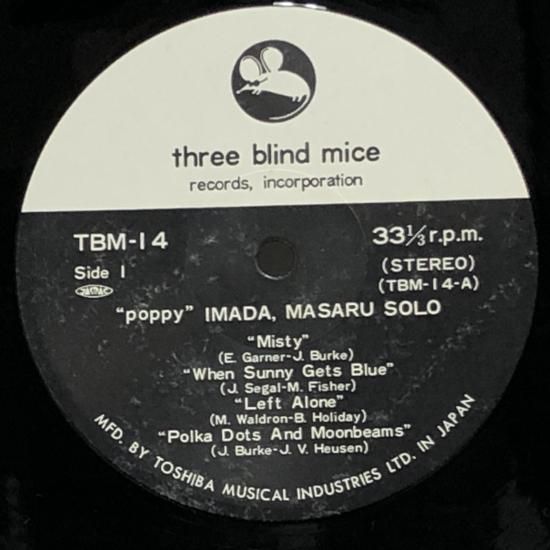 three blind mice
records, incorporation
TBM-14
33⅓ r.p.m.
Side 1
(STEREO)
JASRAC
(TBM-14-A)
"poppy" IMADA, MASARU SOLO
"Misty"
(E. Garner-J. Burke)
"When Sunny Gets Blue"
(J. Segal-M. Fisher)
"Left Alone"
(M. Waldron-B. Holiday)
"Polka Dots And Moonbeams"
(J. Burke-J. V. Heusen)
MFD. BY TOSHIBA MUSICAL INDUSTRIES LTD. IN JAPAN